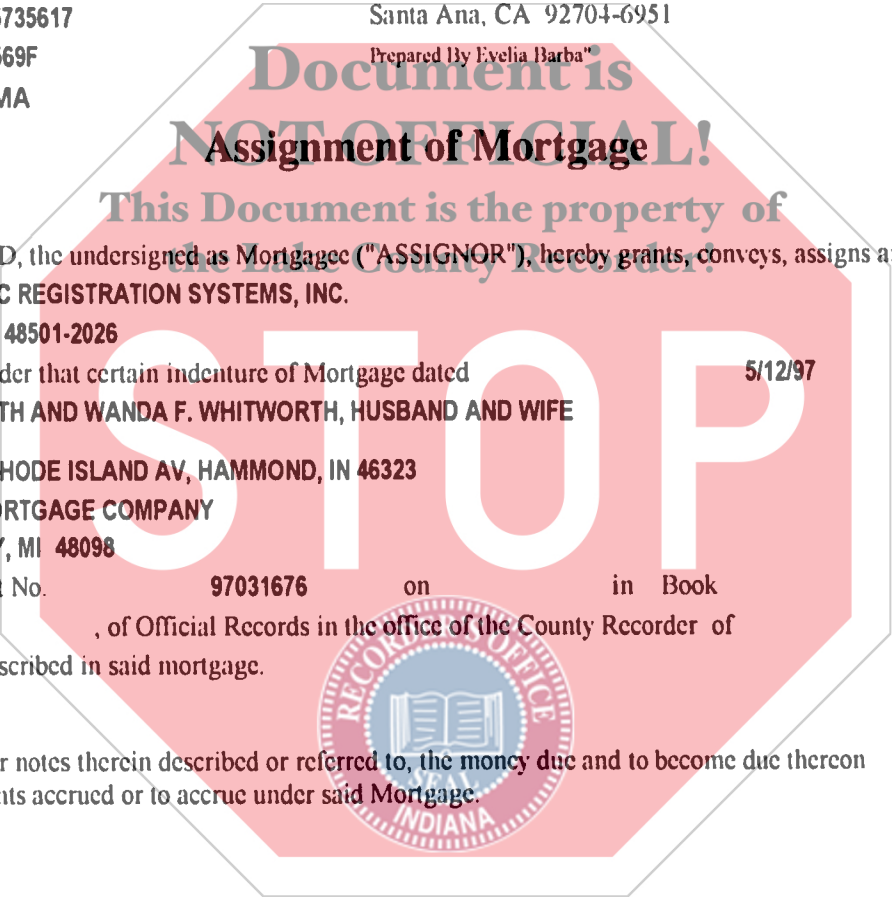 5735617
Santa Ana, CA 92704-6951
569F
Prepared By Evelia Barba"
MA
Document is
NOT OFFICIAL!
Assignment of Mortgage
This Document is the property of
the Lake County Recorder!
D, the undersigned as Mortgagee ("ASSIGNOR"), hereby grants, conveys, assigns a
C REGISTRATION SYSTEMS, INC.
48501-2026
der that certain indenture of Mortgage dated 5/12/97
TH AND WANDA F. WHITWORTH, HUSBAND AND WIFE
HODE ISLAND AV, HAMMOND, IN 46323
ORTGAGE COMPANY
, MI 48098
t No. 97031676 on in Book
, of Official Records in the office of the County Recorder of
scribed in said mortgage.
r notes therein described or referred to, the money due and to become due thereon
nts accrued or to accrue under said Mortgage.
STOP
RECORDER'S OFFICE
SEAL
INDIANA